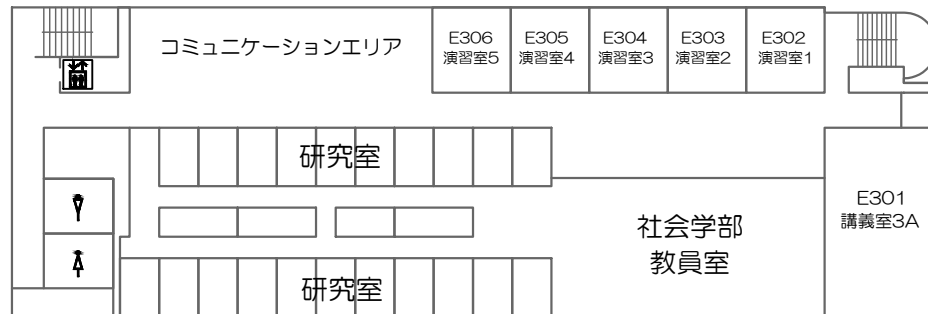 コミュニケーションエリア
E306
演習室5
E305
演習室4
E304
演習室3
E303
演習室2
E302
演習室1
研究室
E301
講義室3A
社会学部
教員室
研究室